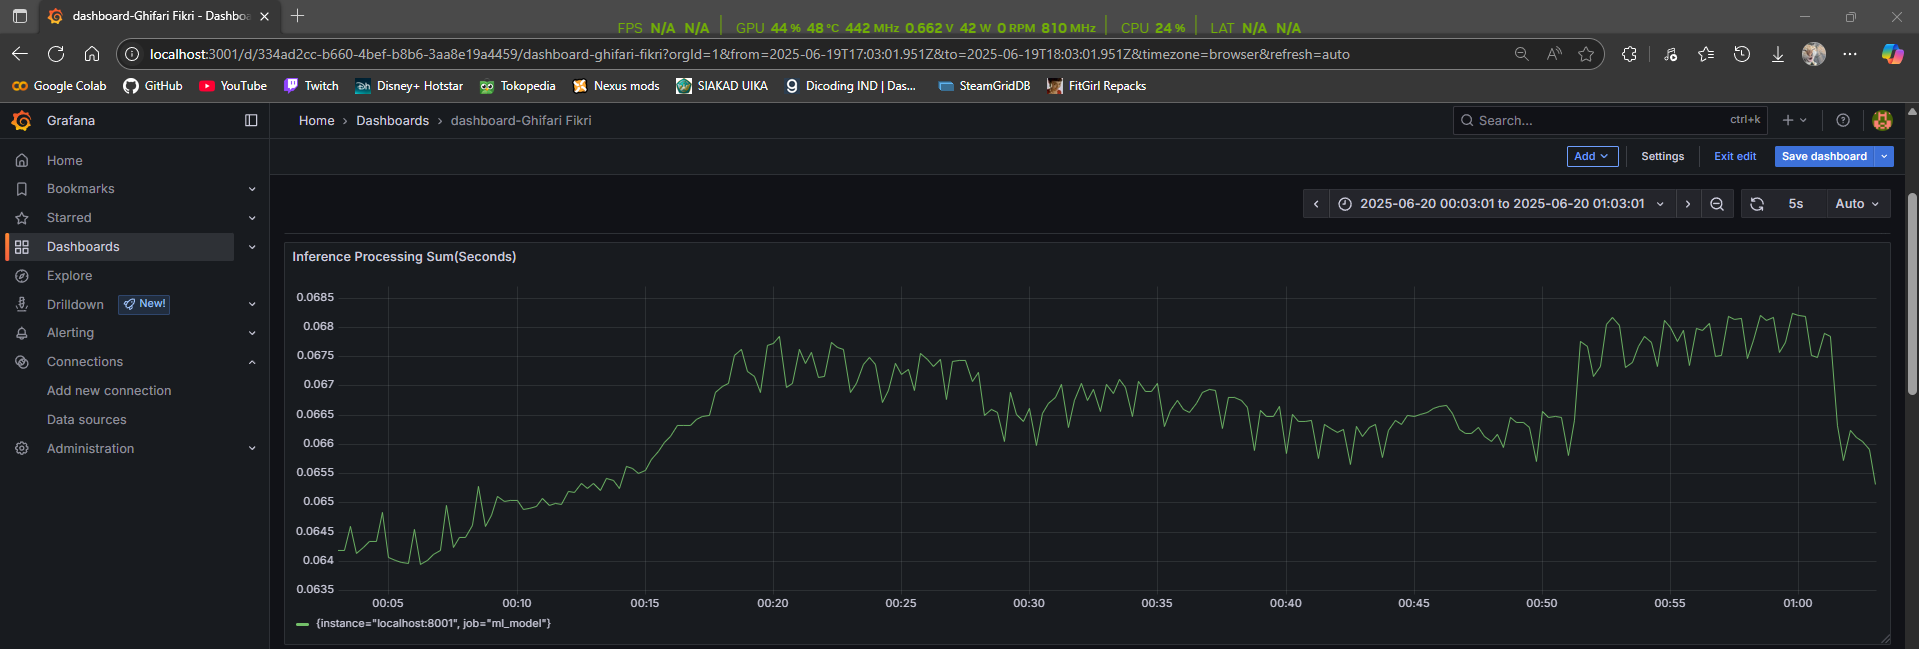 dashboard-Ghifari Fikri - Dashboa
FPS N/A N/A GPU 44 % 48 °C 442 MHz 0.662 V 42 W 0 RPM 810 MHz CPU 24 % LAT N/A N/A
localhost:3001/d/334ad2cc-b660-4bef-b8b6-3aa8e19a4459/dashboard-ghifari-fikri?orgId=1&from=2025-06-19T17:03:01.951Z&to=2025-06-19T18:03:01.951Z&timezone=browser&refresh=auto
Google Colab GitHub YouTube Twitch Disney+ Hotstar Tokopedia Nexus mods SIAKAD UIKA Dicoding IND | Das... SteamGridDB FitGirl Repacks
Grafana
Home › Dashboards › dashboard-Ghifari Fikri
Search... ctrl+k
Add Settings Exit edit Save dashboard
2025-06-20 00:03:01 to 2025-06-20 01:03:01 5s Auto
Home
Bookmarks
Starred
Dashboards
Explore
Drilldown New!
Alerting
Connections
Add new connection
Data sources
Administration
Inference Processing Sum(Seconds)
0.0685
0.068
0.0675
0.067
0.0665
0.066
0.0655
0.065
0.0645
0.064
0.0635
00:05 00:10 00:15 00:20 00:25 00:30 00:35 00:40 00:45 00:50 00:55 01:00
{instance="localhost:8001", job="ml_model"}